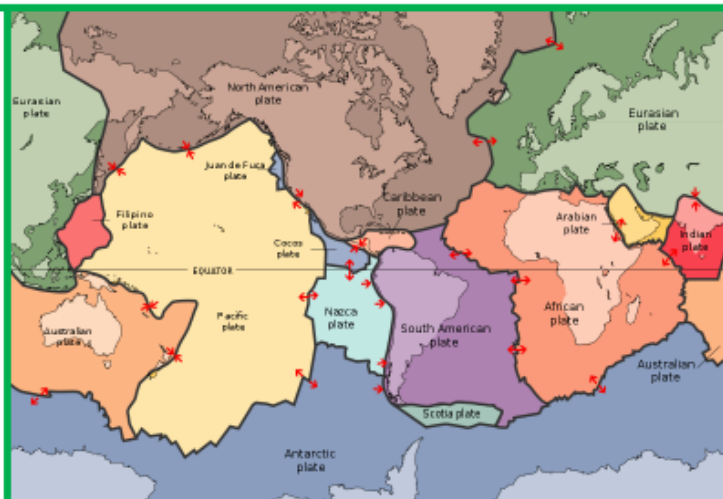 North American
plate
Eurasian
plate
Eurasian
plate
Juan de Fuca
plate
Caribbean
plate
Filipino
plate
Arabian
plate
Indian
plate
Cocos
plate
EQUATOR
Nazca
plate
Pacific
plate
African
plate
Australian
plate
South American
plate
Australian
plate
Scotia plate
Antarctic
plate